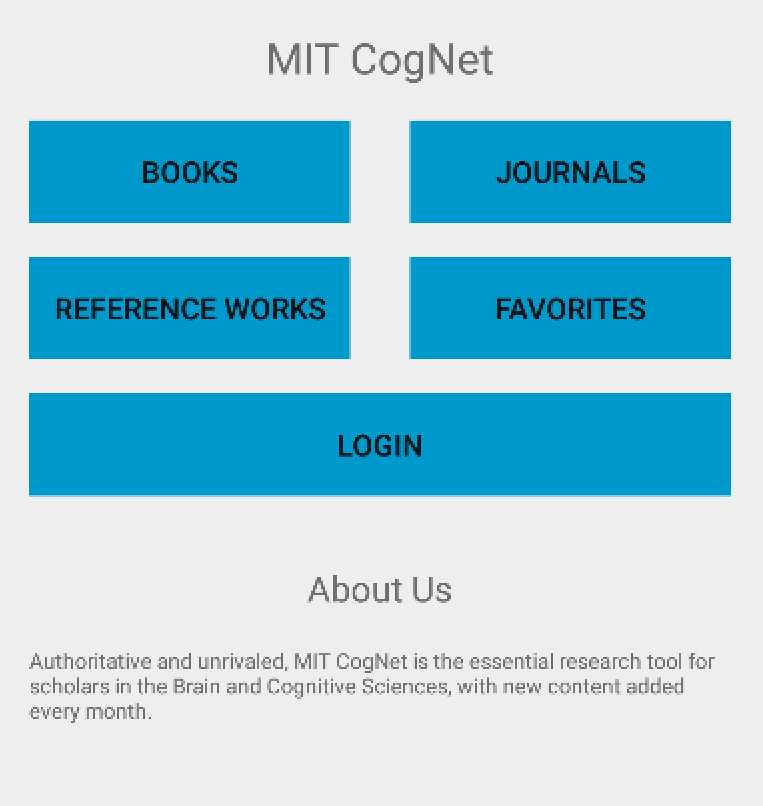 MIT CogNet
BOOKS
JOURNALS
REFERENCE WORKS
FAVORITES
LOGIN
About Us
Authoritative and unrivaled, MIT CogNet is the essential research tool for
scholars in the Brain and Cognitive Sciences, with new content added
every month.